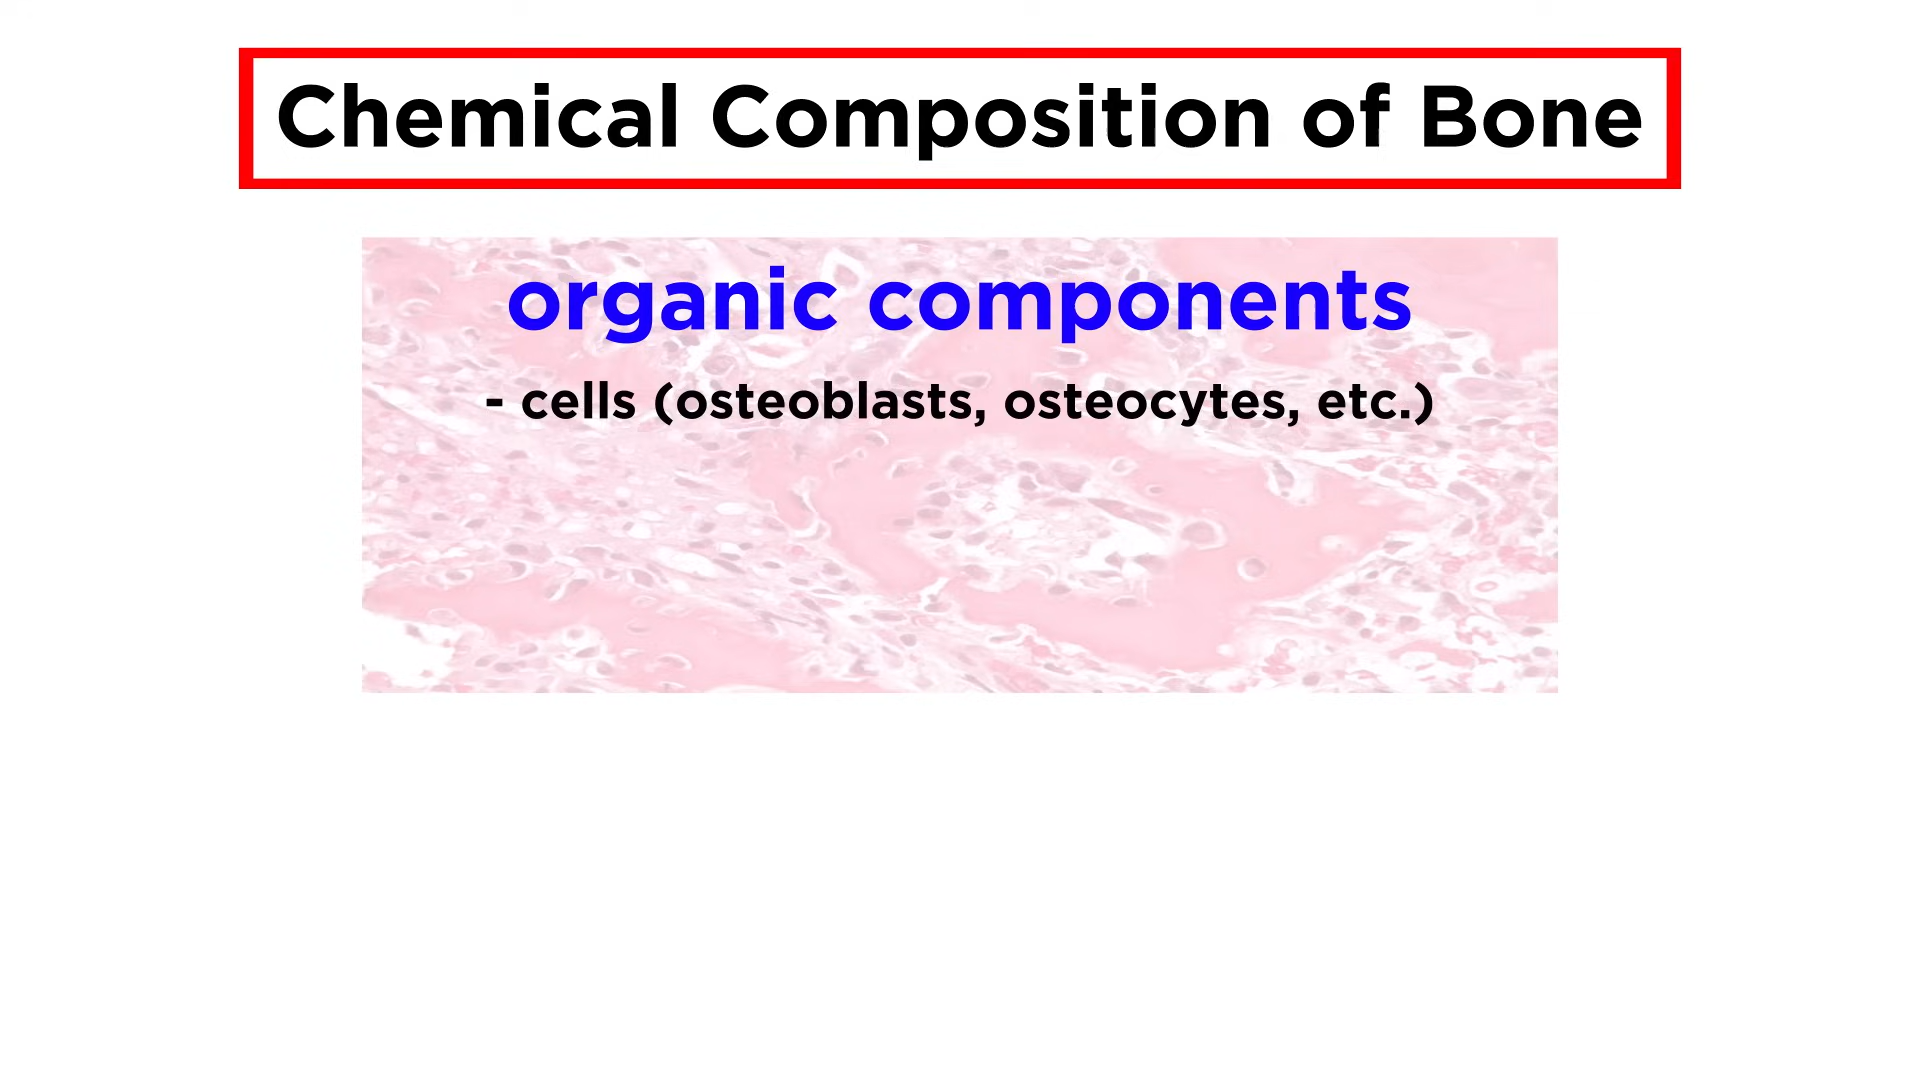 Chemical Composition of Bone
organic components
- cells (osteoblasts, osteocytes, etc.)